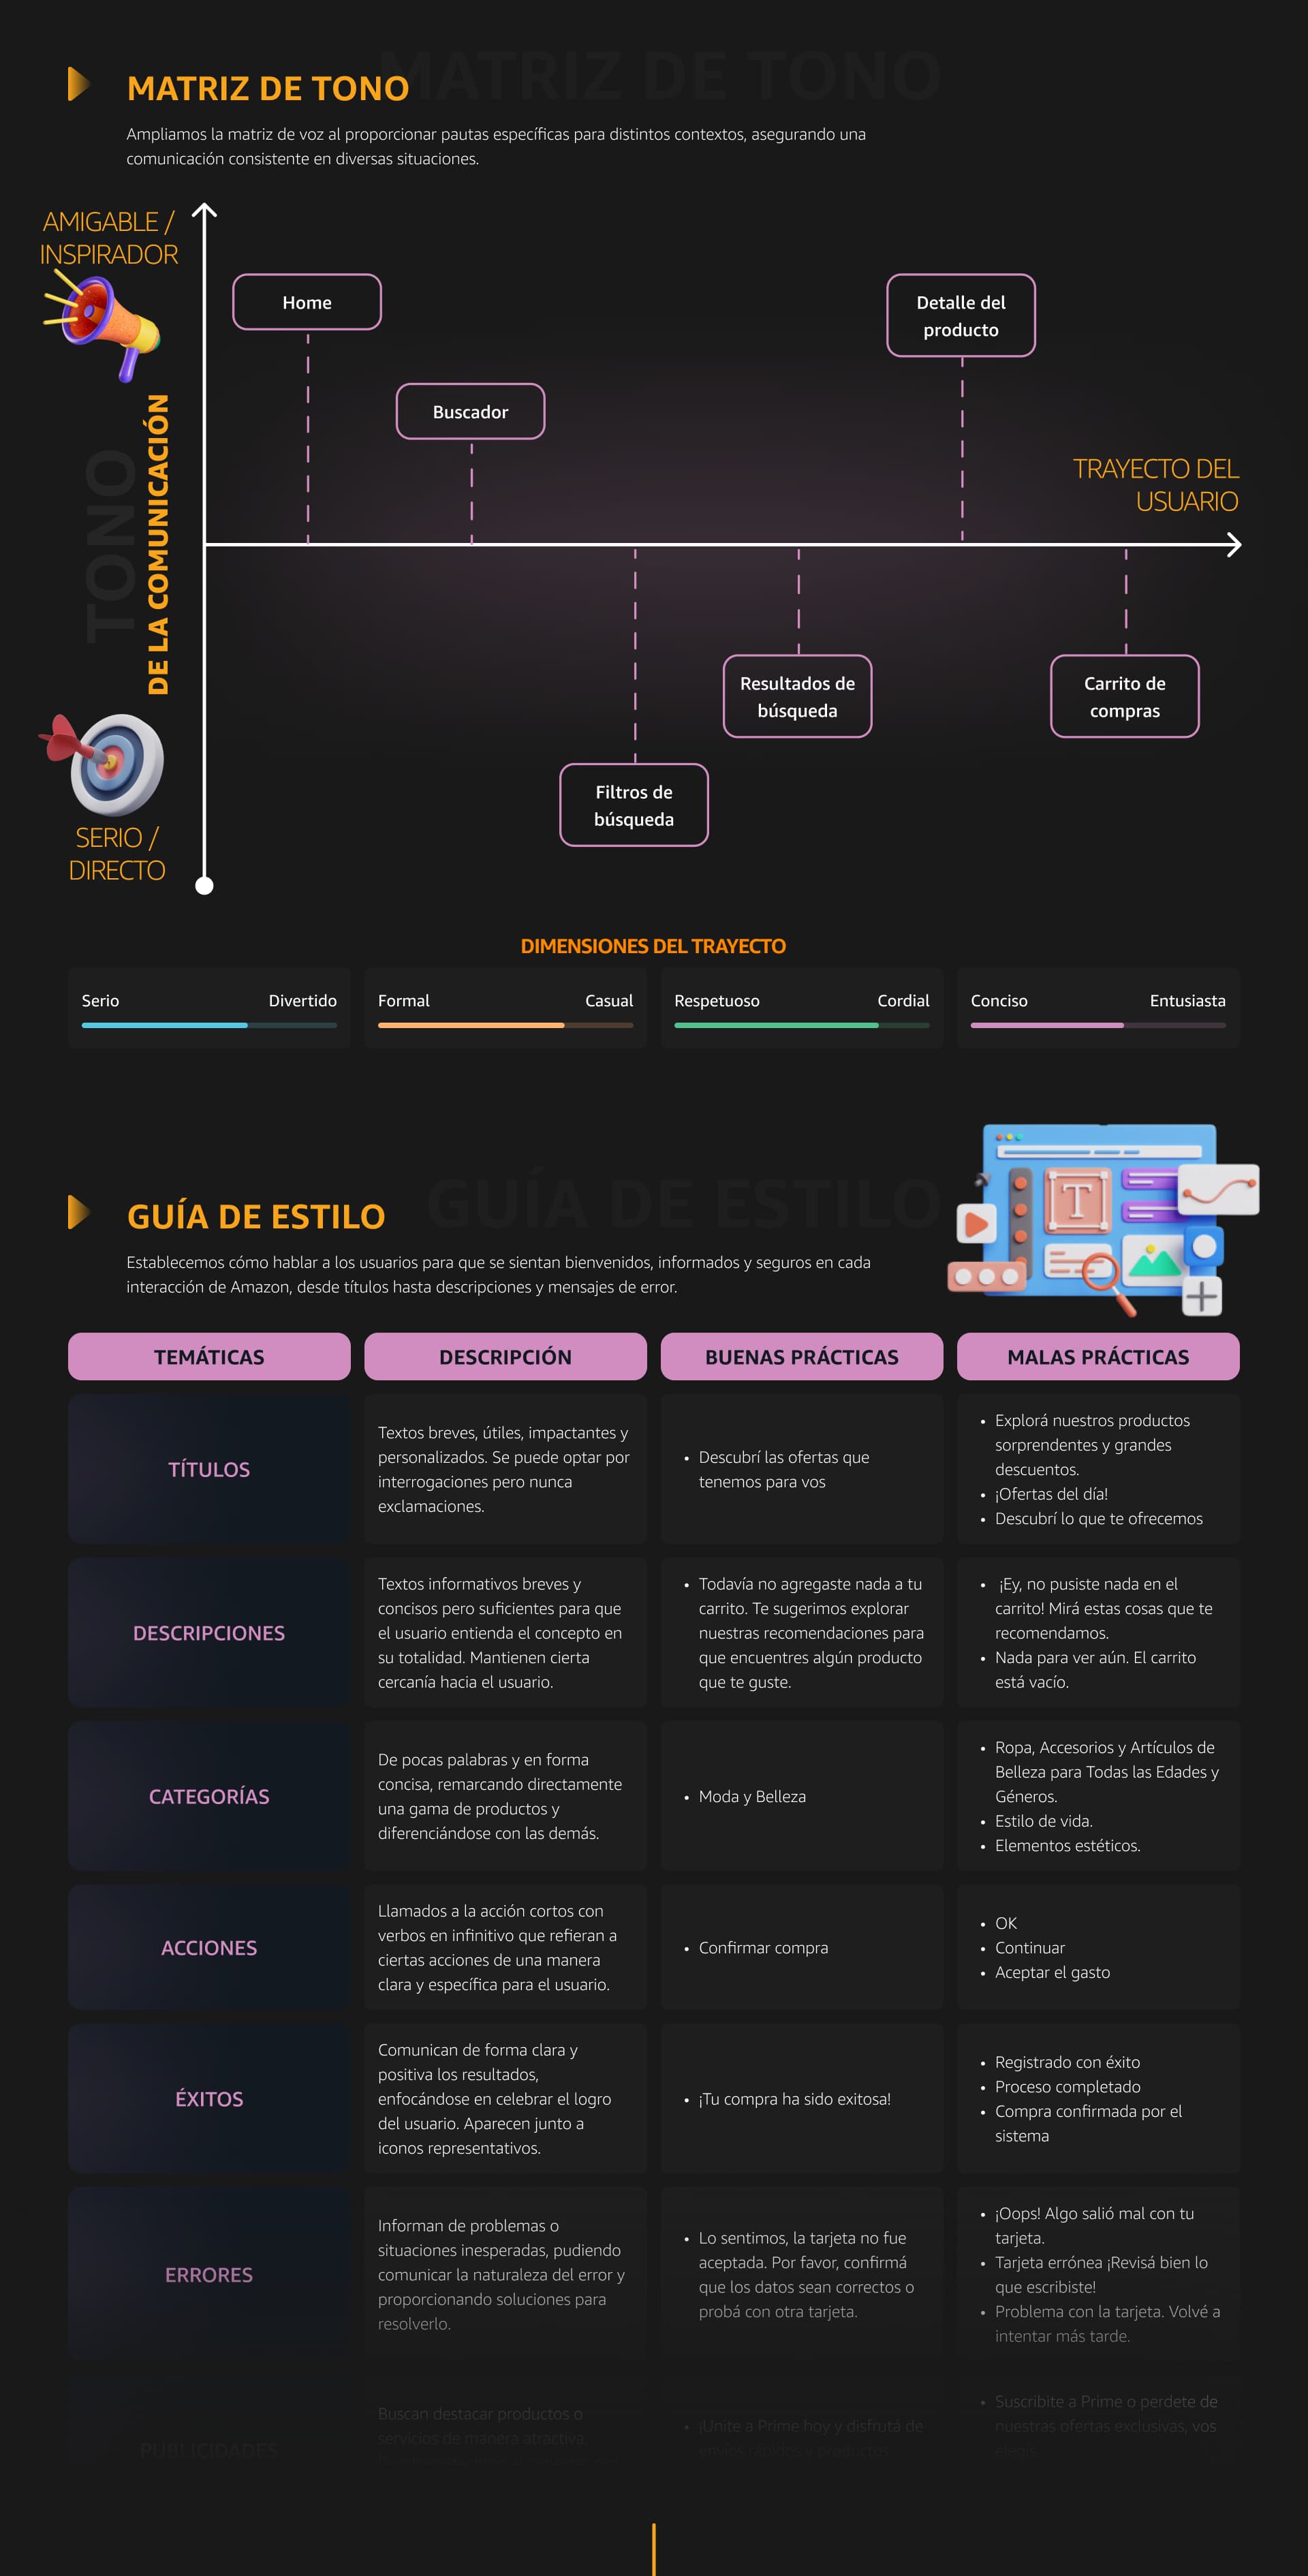 MATRIZ DE TONO
MATRIZ DE TONO
Ampliamos la matriz de voz al proporcionar pautas específicas para distintos contextos, asegurando una
comunicación consistente en diversas situaciones.
AMIGABLE /
INSPIRADOR
Home
Detalle del
producto
Buscador
TONO
DE LA COMUNICACIÓN
TRAYECTO DEL
USUARIO
Resultados de
búsqueda
Carrito de
compras
Filtros de
búsqueda
SERIO /
DIRECTO
DIMENSIONES DEL TRAYECTO
Serio Divertido
Formal Casual
Respetuoso Cordial
Conciso Entusiasta
GUÍA DE ESTILO
GUÍA DE ESTILO
T
Establecemos cómo hablar a los usuarios para que se sientan bienvenidos, informados y seguros en cada
interacción de Amazon, desde títulos hasta descripciones y mensajes de error.
TEMÁTICAS
DESCRIPCIÓN
BUENAS PRÁCTICAS
MALAS PRÁCTICAS
TÍTULOS
Textos breves, útiles, impactantes y
personalizados. Se puede optar por
interrogaciones pero nunca
exclamaciones.
• Descubrí las ofertas que
tenemos para vos
• Explorá nuestros productos
sorprendentes y grandes
descuentos.
• ¡Ofertas del día!
• Descubrí lo que te ofrecemos
DESCRIPCIONES
Textos informativos breves y
concisos pero suficientes para que
el usuario entienda el concepto en
su totalidad. Mantienen cierta
cercanía hacia el usuario.
• Todavía no agregaste nada a tu
carrito. Te sugerimos explorar
nuestras recomendaciones para
que encuentres algún producto
que te guste.
• ¡Ey, no pusiste nada en el
carrito! Mirá estas cosas que te
recomendamos.
• Nada para ver aún. El carrito
está vacío.
CATEGORÍAS
De pocas palabras y en forma
concisa, remarcando directamente
una gama de productos y
diferenciándose con las demás.
• Moda y Belleza
• Ropa, Accesorios y Artículos de
Belleza para Todas las Edades y
Géneros.
• Estilo de vida.
• Elementos estéticos.
ACCIONES
Llamados a la acción cortos con
verbos en infinitivo que refieran a
ciertas acciones de una manera
clara y específica para el usuario.
• Confirmar compra
• OK
• Continuar
• Aceptar el gasto
ÉXITOS
Comunican de forma clara y
positiva los resultados,
enfocándose en celebrar el logro
del usuario. Aparecen junto a
iconos representativos.
• ¡Tu compra ha sido exitosa!
• Registrado con éxito
• Proceso completado
• Compra confirmada por el
sistema
ERRORES
Informan de problemas o
situaciones inesperadas, pudiendo
comunicar la naturaleza del error y
proporcionando soluciones para
resolverlo.
• Lo sentimos, la tarjeta no fue
aceptada. Por favor, confirmá
que los datos sean correctos o
probá con otra tarjeta.
• ¡Oops! Algo salió mal con tu
tarjeta.
• Tarjeta errónea ¡Revisá bien lo
que escribiste!
• Problema con la tarjeta. Volvé a
intentar más tarde.
PUBLICIDADES
Buscan destacar productos o
servicios de manera atractiva.
• ¡Unite a Prime hoy y disfrutá de
envíos rápidos y productos
• Suscribite a Prime o perdete de
nuestras ofertas exclusivas, vos
elegís.